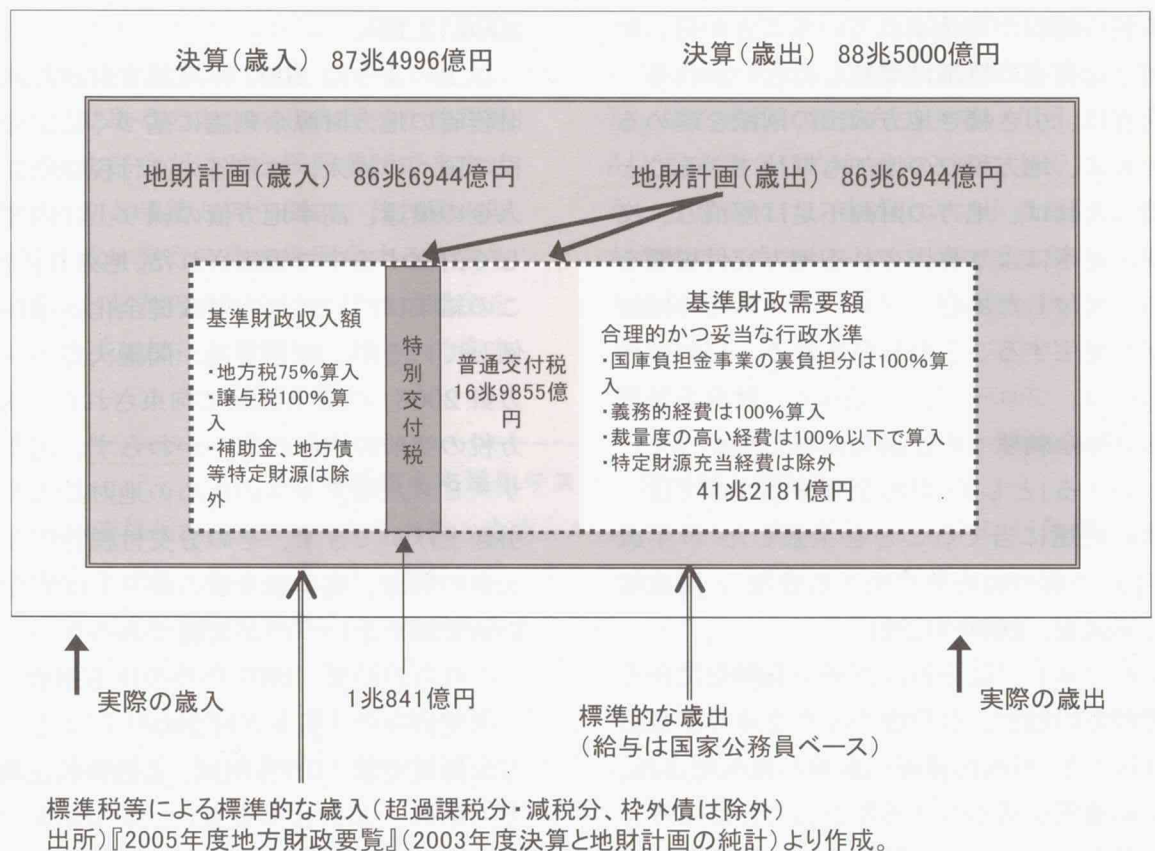 決算(歳入) 87兆4996億円
決算(歳出) 88兆5000億円
地財計画(歳入) 86兆6944億円
地財計画(歳出) 86兆6944億円
基準財政収入額
・地方税75%算入
・譲与税100%算
入
・補助金、地方債
等特定財源は除
外
特別交付税
普通交付税
16兆9855億
円
基準財政需要額
合理的かつ妥当な行政水準
・国庫負担金事業の裏負担分は100%算
入
・義務的経費は100%算入
・裁量度の高い経費は100%以下で算入
・特定財源充当経費は除外
41兆2181億円
実際の歳入
1兆841億円
標準的な歳出
(給与は国家公務員ベース)
実際の歳出
標準税等による標準的な歳入(超過課税分・減税分、枠外債は除外)
出所)『2005年度地方財政要覧』(2003年度決算と地財計画の純計)より作成。